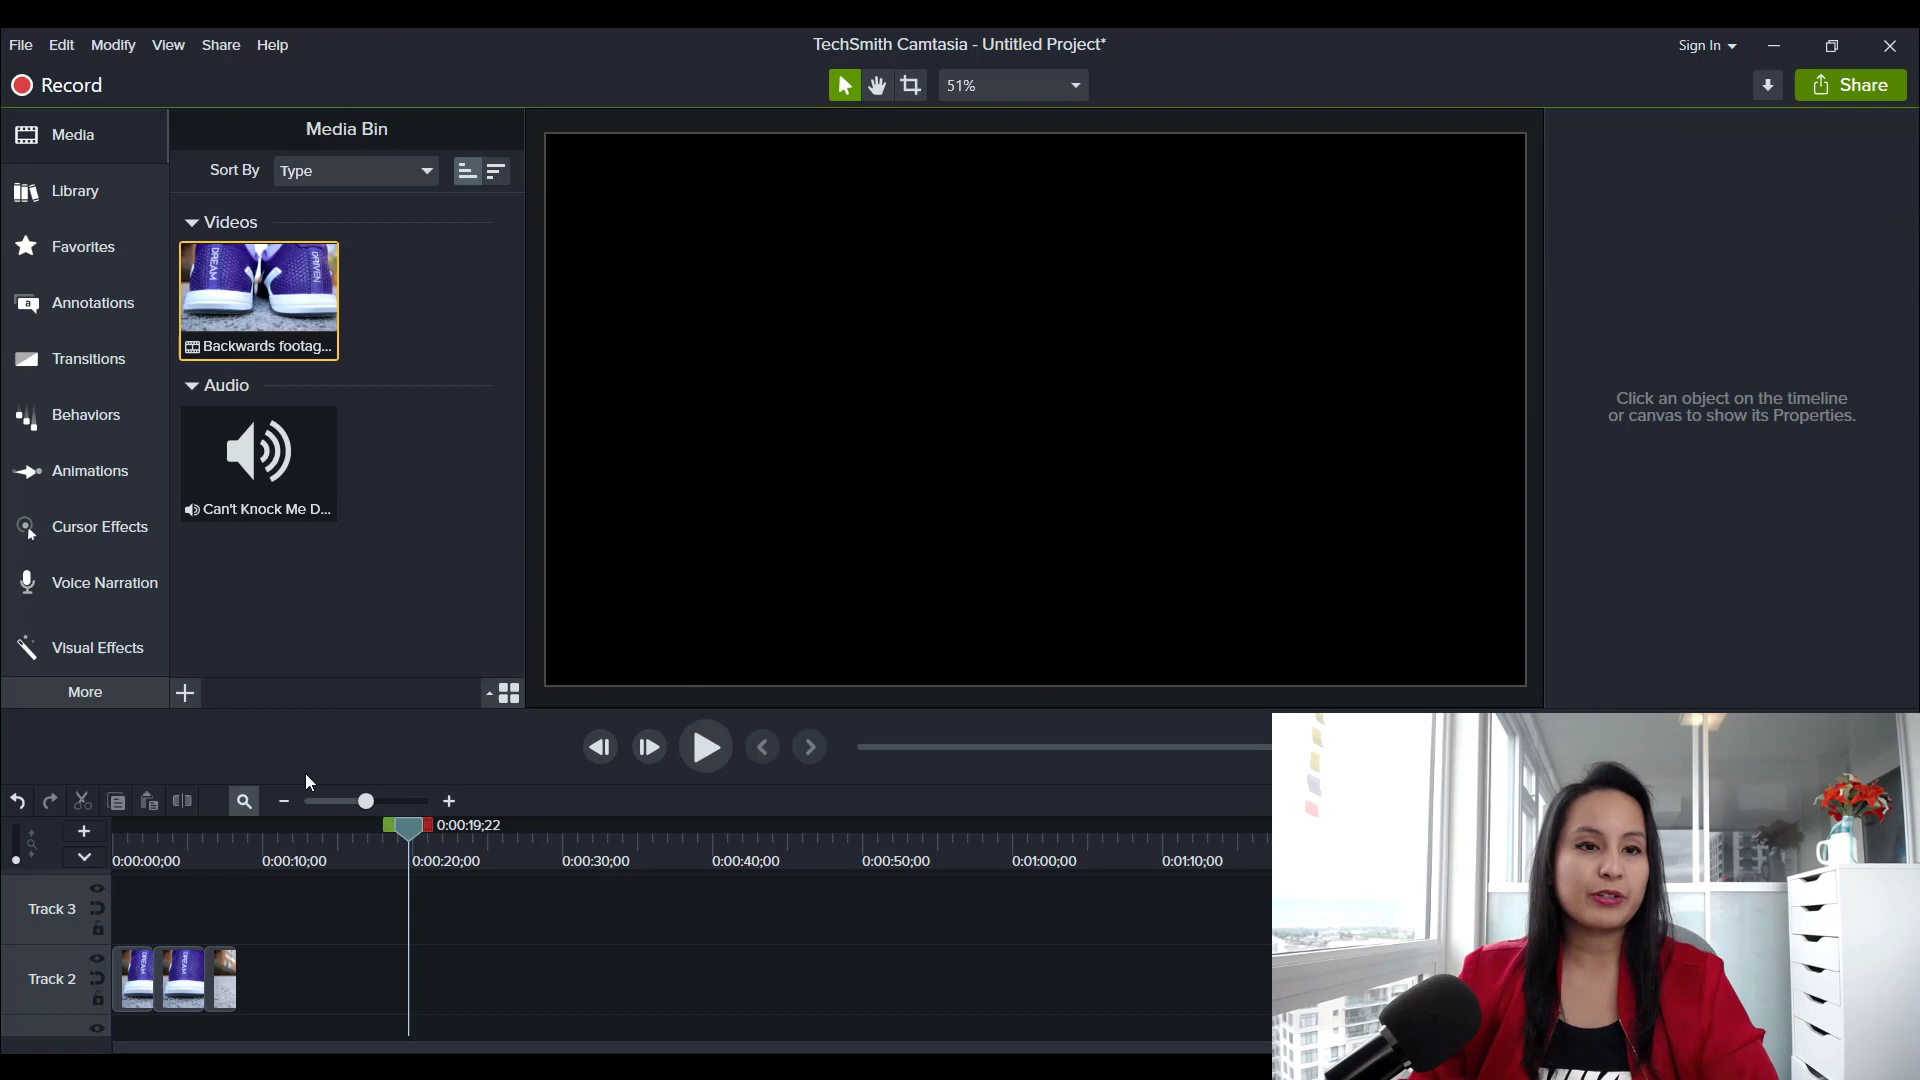 File Edit Modify View Share Help
TechSmith Camtasia - Untitled Project*
Sign In
Record
51%
Share
Media
Library
Favorites
a
Annotations
Transitions
Behaviors
Animations
Cursor Effects
Voice Narration
Visual Effects
More
Media Bin
Sort By Type
Videos
DREAM DRIVEN
Backwards footag...
Audio
Can't Knock Me D...
Click an object on the timeline
or canvas to show its Properties.
0:00:19;22
0:00:00;00 0:00:10;00 0:00:20;00 0:00:30;00 0:00:40;00 0:00:50;00 0:01:00;00 0:01:10;00
Track 3
Track 2
DREAM DREAM